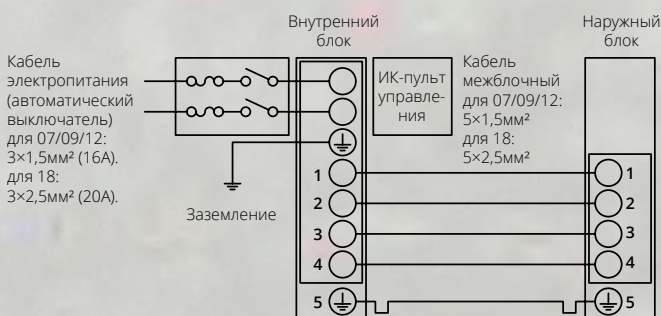 Внутренний
блок
Наружный
блок
Кабель
электропитания
(автоматический
выключатель)
для 07/09/12:
3×1,5мм² (16А).
для 18:
3×2,5мм² (20А).
ИК-пульт
управле-
ния
Кабель
межблочный
для 07/09/12:
5×1,5мм²
для 18:
5×2,5мм²
Заземление
1
2
3
4
5
1
2
3
4
5